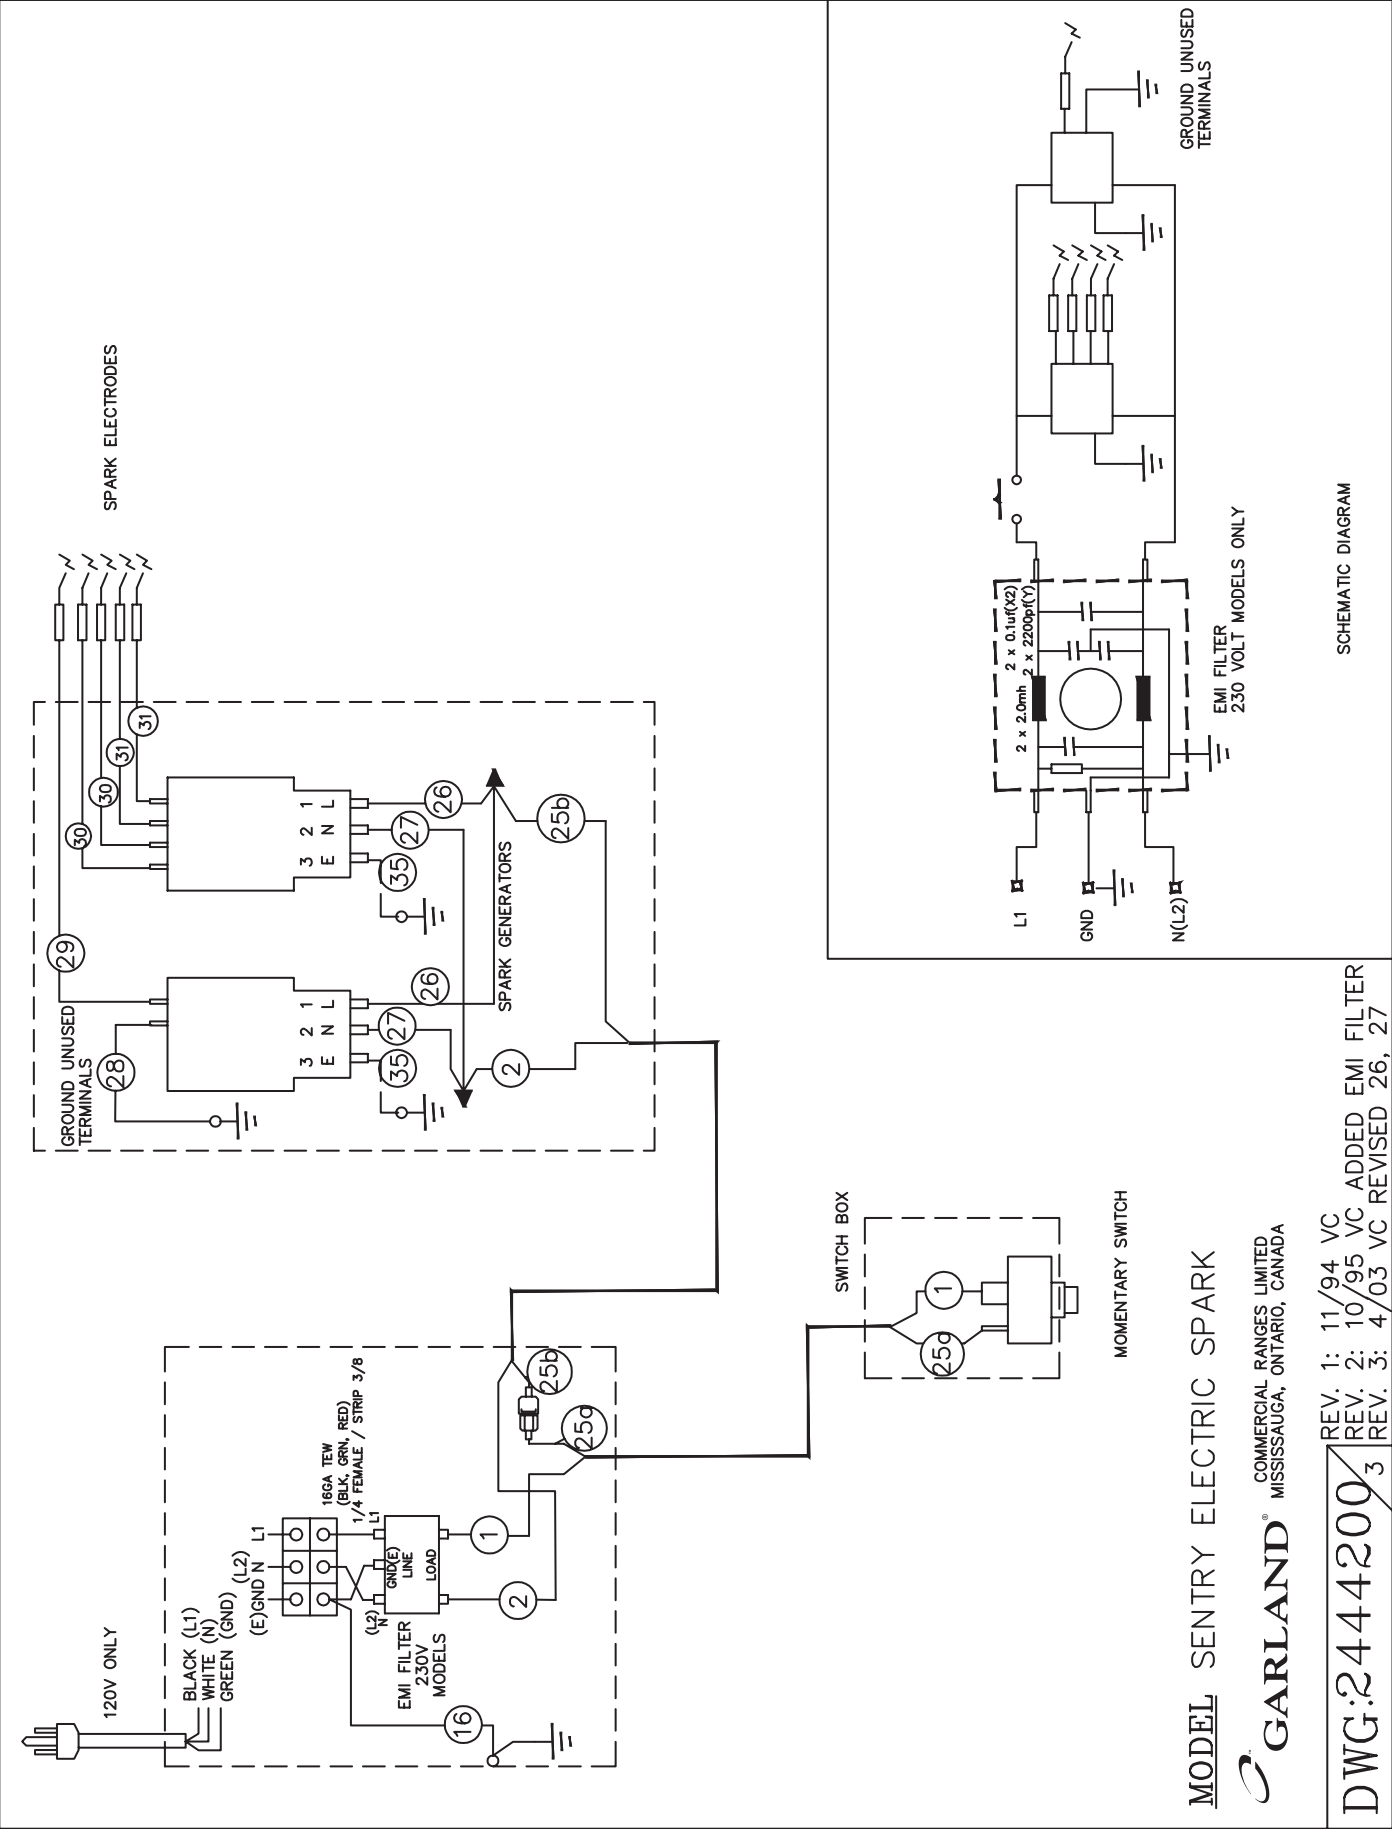 120V ONLY
BLACK (L1)
WHITE (N)
GREEN (GND)
(L2)
(E)GND N L1
16GA TEW
(BLK, GRN, RED)
1/4 FEMALE / STRIP 3/8
(L2)
N
GND(E)
L1
LINE
LOAD
EMI FILTER
230V
MODELS
16
2
1
25a
25b
GROUND UNUSED
TERMINALS
28
29
30
30
31
31
SPARK ELECTRODES
3 2 1
E N L
35
27
26
3 2 1
E N L
35
27
26
2
25b
SPARK GENERATORS
SWITCH BOX
25a
1
MOMENTARY SWITCH
L1
GND
N(L2)
2 x 2.0mh
2 x 0.1uf(X2)
2 x 2200pf(Y)
EMI FILTER
230 VOLT MODELS ONLY
GROUND UNUSED
TERMINALS
SCHEMATIC DIAGRAM
MODEL SENTRY ELECTRIC SPARK
GARLAND®
COMMERCIAL RANGES LIMITED
MISSISSAUGA, ONTARIO, CANADA
REV. 1: 11/94 VC
REV. 2: 10/95 VC ADDED EMI FILTER
REV. 3: 4/03 VC REVISED 26, 27
DWG:2444200 3